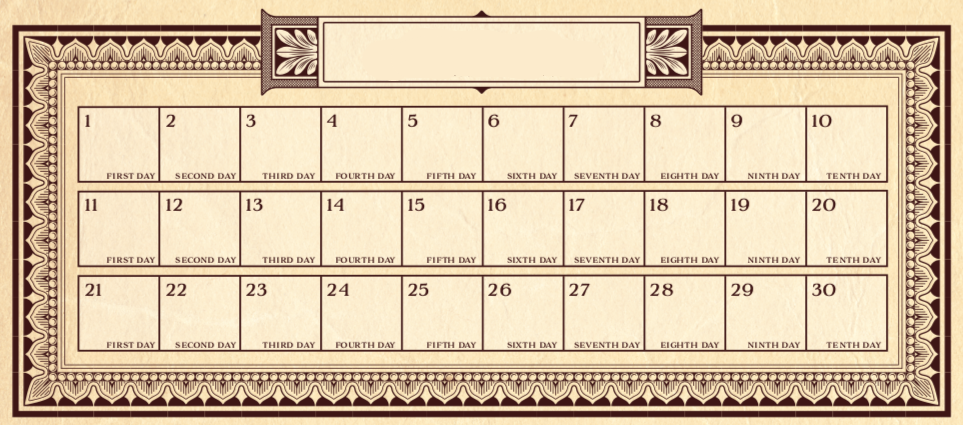 1 2 3 4 5 6 7 8 9 10
FIRST DAY SECOND DAY THIRD DAY FOURTH DAY FIFTH DAY SIXTH DAY SEVENTH DAY EIGHTH DAY NINTH DAY TENTH DAY
11 12 13 14 15 16 17 18 19 20
FIRST DAY SECOND DAY THIRD DAY FOURTH DAY FIFTH DAY SIXTH DAY SEVENTH DAY EIGHTH DAY NINTH DAY TENTH DAY
21 22 23 24 25 26 27 28 29 30
FIRST DAY SECOND DAY THIRD DAY FOURTH DAY FIFTH DAY SIXTH DAY SEVENTH DAY EIGHTH DAY NINTH DAY TENTH DAY